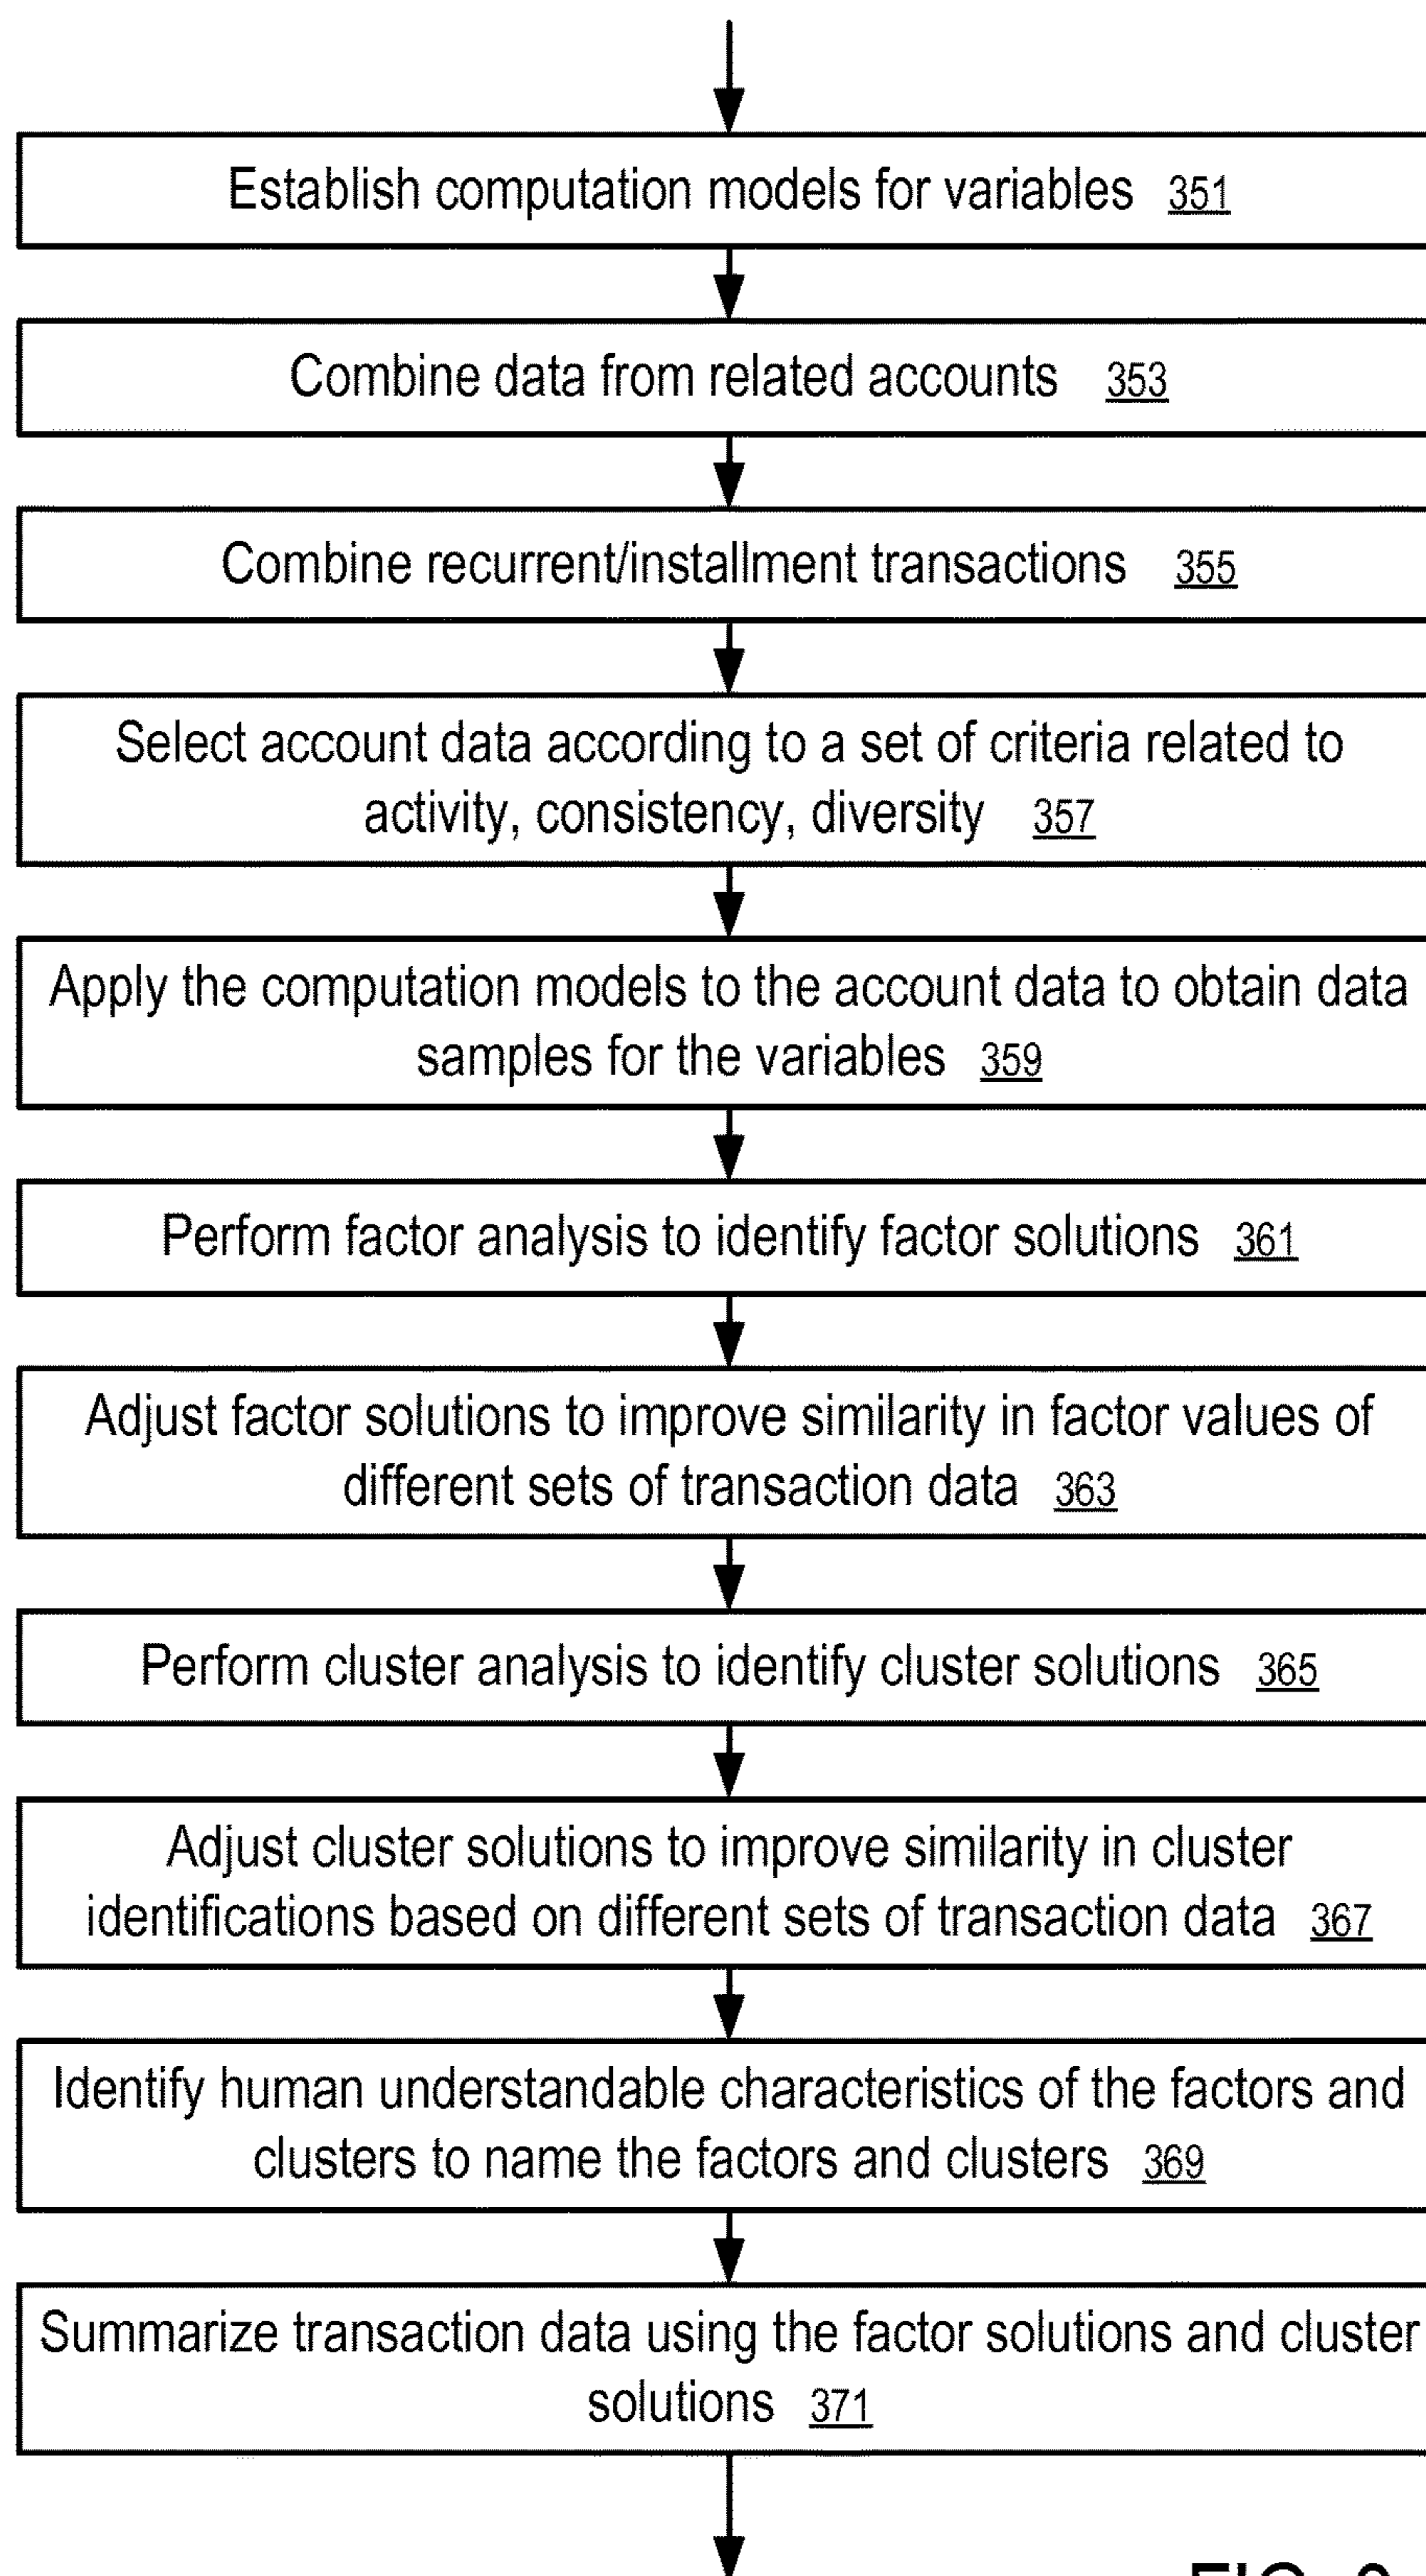 Establish computation models for variables 351
Combine data from related accounts 353
Combine recurrent/installment transactions 355
Select account data according to a set of criteria related to
activity, consistency, diversity 357
Apply the computation models to the account data to obtain data
samples for the variables 359
Perform factor analysis to identify factor solutions 361
Adjust factor solutions to improve similarity in factor values of
different sets of transaction data 363
Perform cluster analysis to identify cluster solutions 365
Adjust cluster solutions to improve similarity in cluster
identifications based on different sets of transaction data 367
Identify human understandable characteristics of the factors and
clusters to name the factors and clusters 369
Summarize transaction data using the factor solutions and cluster
solutions 371